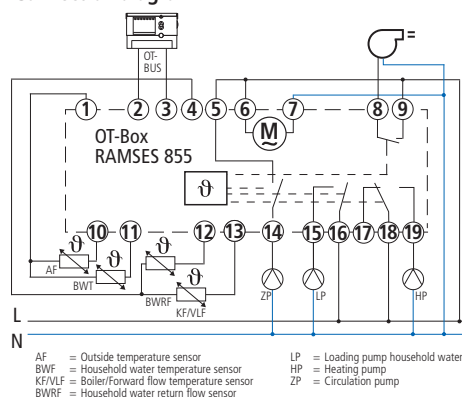 OT-
BUS
1 2 3 4 5 6 7 8 9
M
OT-Box
RAMSES 855
ϑ
10 11 12 13 14 15 16 17 18 19
ϑ
ϑ
ϑ
ϑ
AF
BWT
BWRF
KF/VLF
ZP
LP
HP
L
N
AF = Outside temperature sensor
BWF = Household water temperature sensor
KF/VLF = Boiler/Forward flow temperature sensor
BWRF = Household water return flow sensor
LP = Loading pump household water
HP = Heating pump
ZP = Circulation pump